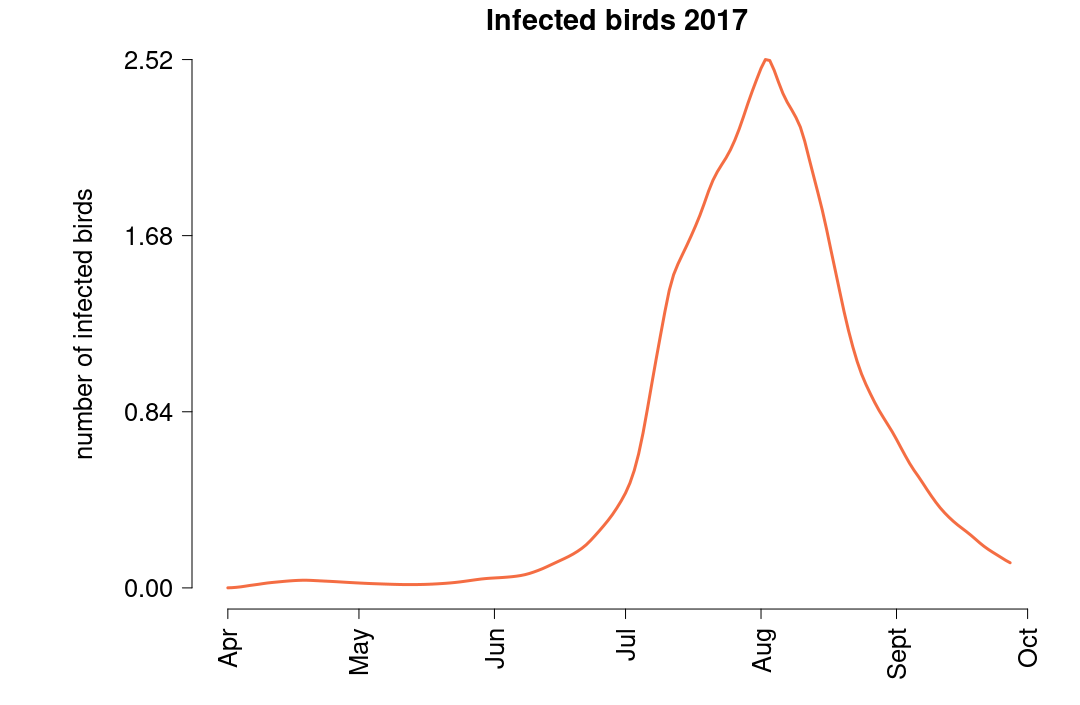 Infected birds 2017
number of infected birds
2.52
1.68
0.84
0.00
Apr
May
Jun
Jul
Aug
Sept
Oct